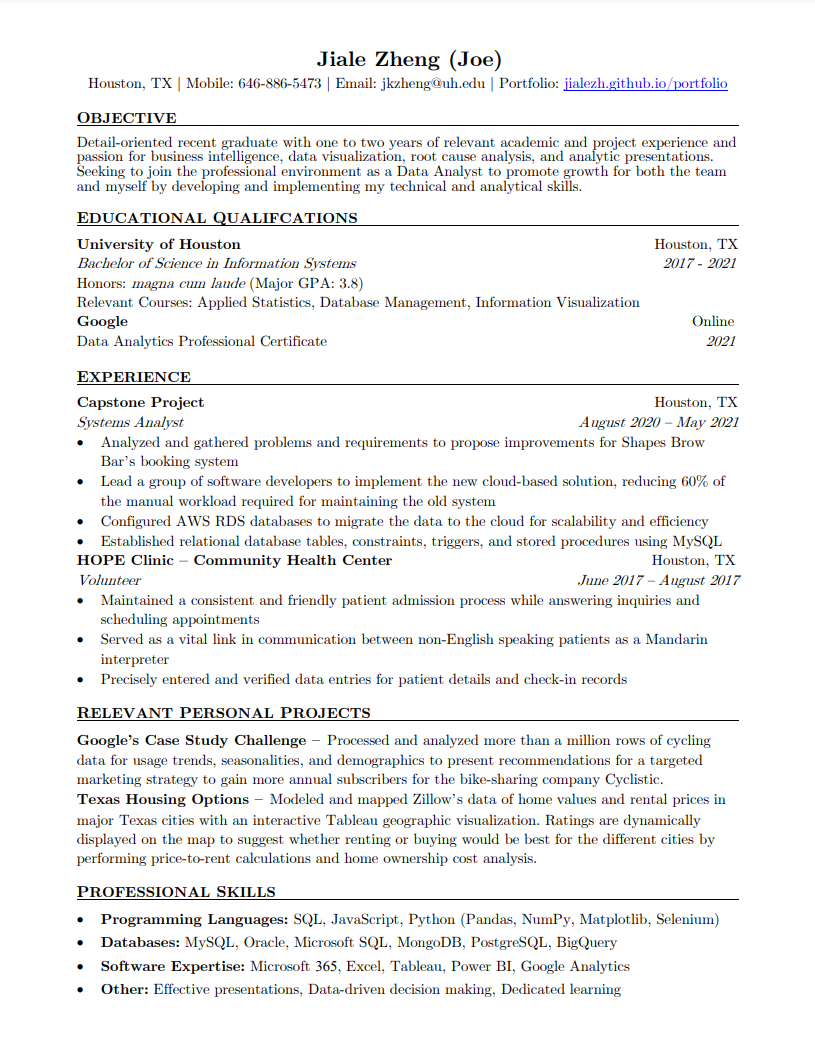 Jiale Zheng (Joe)
Houston, TX | Mobile: 646-886-5473 | Email: jkzheng@uh.edu | Portfolio: jialezh.github.io/portfolio
OBJECTIVE
Detail-oriented recent graduate with one to two years of relevant academic and project experience and
passion for business intelligence, data visualization, root cause analysis, and analytic presentations.
Seeking to join the professional environment as a Data Analyst to promote growth for both the team
and myself by developing and implementing my technical and analytical skills.
EDUCATIONAL QUALIFCATIONS
University of Houston Houston, TX
Bachelor of Science in Information Systems 2017 - 2021
Honors: magna cum laude (Major GPA: 3.8)
Relevant Courses: Applied Statistics, Database Management, Information Visualization
Google Online
Data Analytics Professional Certificate 2021
EXPERIENCE
Capstone Project Houston, TX
Systems Analyst August 2020 – May 2021
• Analyzed and gathered problems and requirements to propose improvements for Shapes Brow
Bar's booking system
• Lead a group of software developers to implement the new cloud-based solution, reducing 60% of
the manual workload required for maintaining the old system
• Configured AWS RDS databases to migrate the data to the cloud for scalability and efficiency
• Established relational database tables, constraints, triggers, and stored procedures using MySQL
HOPE Clinic – Community Health Center Houston, TX
Volunteer June 2017 – August 2017
• Maintained a consistent and friendly patient admission process while answering inquiries and
scheduling appointments
• Served as a vital link in communication between non-English speaking patients as a Mandarin
interpreter
• Precisely entered and verified data entries for patient details and check-in records
RELEVANT PERSONAL PROJECTS
Google's Case Study Challenge – Processed and analyzed more than a million rows of cycling
data for usage trends, seasonalities, and demographics to present recommendations for a targeted
marketing strategy to gain more annual subscribers for the bike-sharing company Cyclistic.
Texas Housing Options – Modeled and mapped Zillow's data of home values and rental prices in
major Texas cities with an interactive Tableau geographic visualization. Ratings are dynamically
displayed on the map to suggest whether renting or buying would be best for the different cities by
performing price-to-rent calculations and home ownership cost analysis.
PROFESSIONAL SKILLS
• Programming Languages: SQL, JavaScript, Python (Pandas, NumPy, Matplotlib, Selenium)
• Databases: MySQL, Oracle, Microsoft SQL, MongoDB, PostgreSQL, BigQuery
• Software Expertise: Microsoft 365, Excel, Tableau, Power BI, Google Analytics
• Other: Effective presentations, Data-driven decision making, Dedicated learning